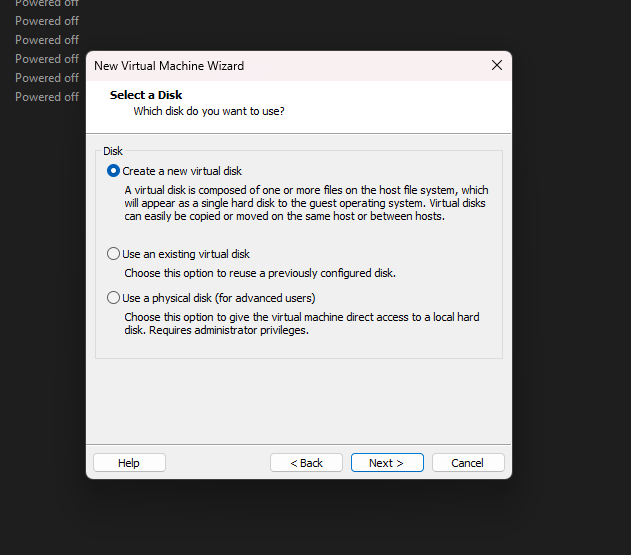 Powered off
Powered off
Powered off
Powered off
Powered off
Powered off
New Virtual Machine Wizard
Select a Disk
Which disk do you want to use?
Disk
Create a new virtual disk
A virtual disk is composed of one or more files on the host file system, which
will appear as a single hard disk to the guest operating system. Virtual disks
can easily be copied or moved on the same host or between hosts.
Use an existing virtual disk
Choose this option to reuse a previously configured disk.
Use a physical disk (for advanced users)
Choose this option to give the virtual machine direct access to a local hard
disk. Requires administrator privileges.
Help
< Back
Next >
Cancel